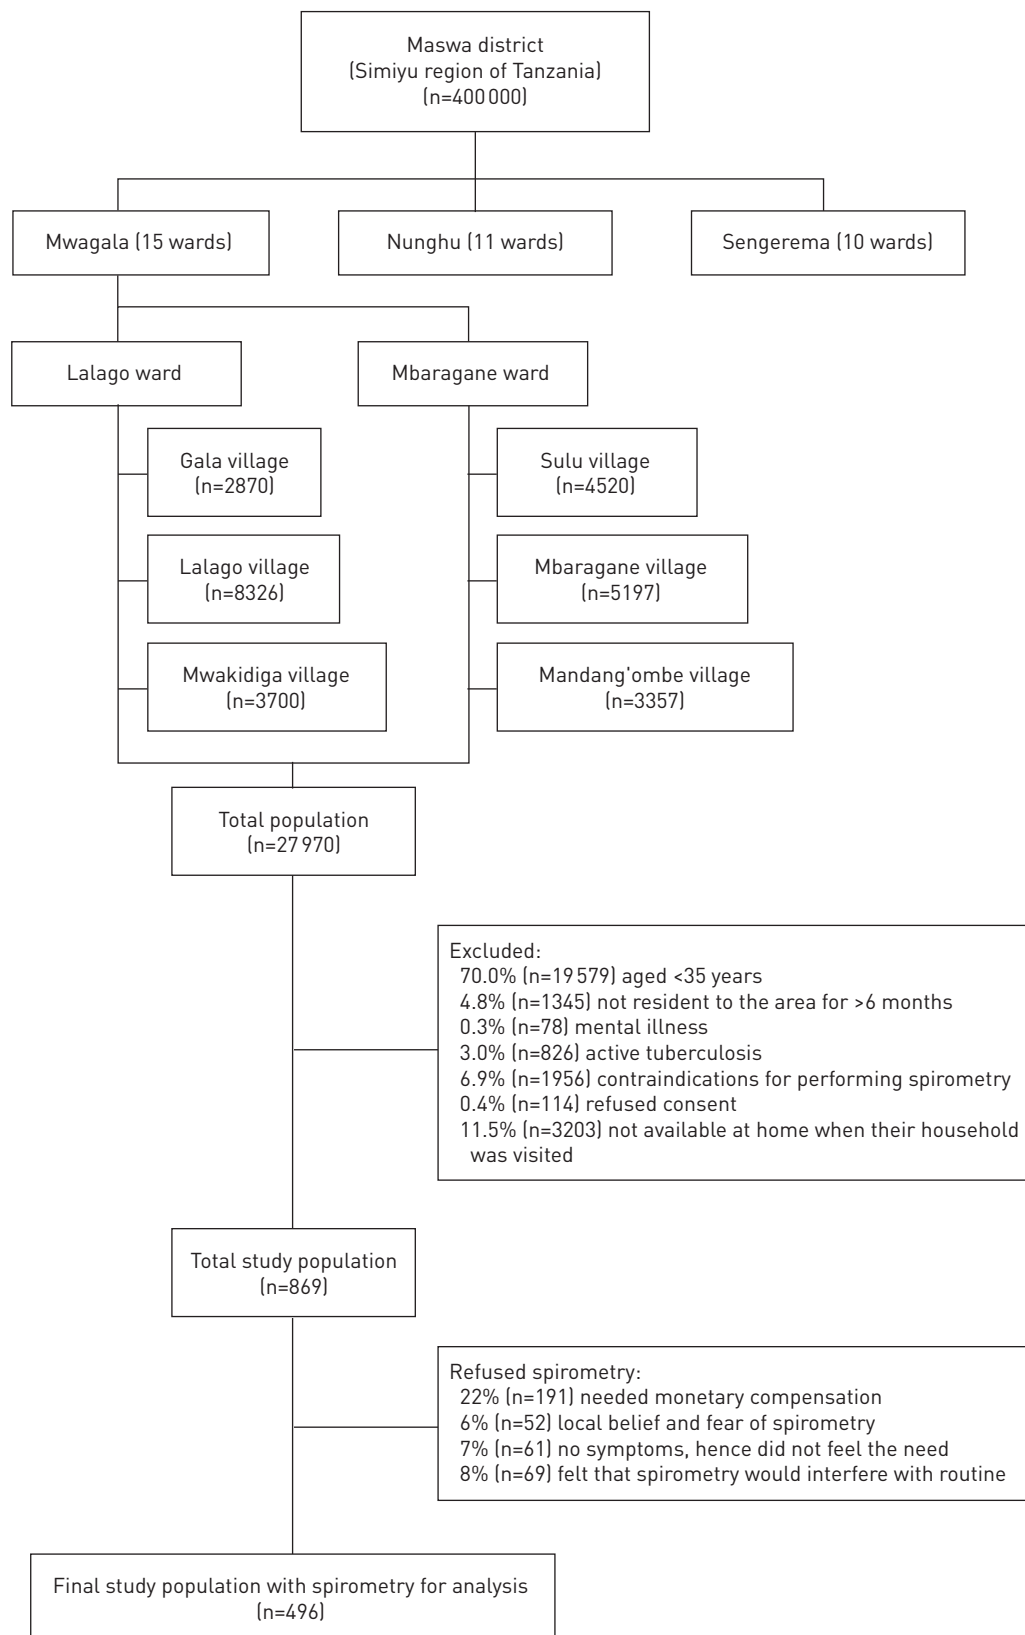 Maswa district
(Simiyu region of Tanzania)
(n=400 000)
Mwagala (15 wards)
Nunghu (11 wards)
Sengerema (10 wards)
Lalago ward
Mbaragane ward
Gala village
(n=2870)
Sulu village
(n=4520)
Lalago village
(n=8326)
Mbaragane village
(n=5197)
Mwakidiga village
(n=3700)
Mandang'ombe village
(n=3357)
Total population
(n=27 970)
Excluded:
70.0% (n=19 579) aged <35 years
4.8% (n=1345) not resident to the area for >6 months
0.3% (n=78) mental illness
3.0% (n=826) active tuberculosis
6.9% (n=1956) contraindications for performing spirometry
0.4% (n=114) refused consent
11.5% (n=3203) not available at home when their household
was visited
Total study population
(n=869)
Refused spirometry:
22% (n=191) needed monetary compensation
6% (n=52) local belief and fear of spirometry
7% (n=61) no symptoms, hence did not feel the need
8% (n=69) felt that spirometry would interfere with routine
Final study population with spirometry for analysis
(n=496)